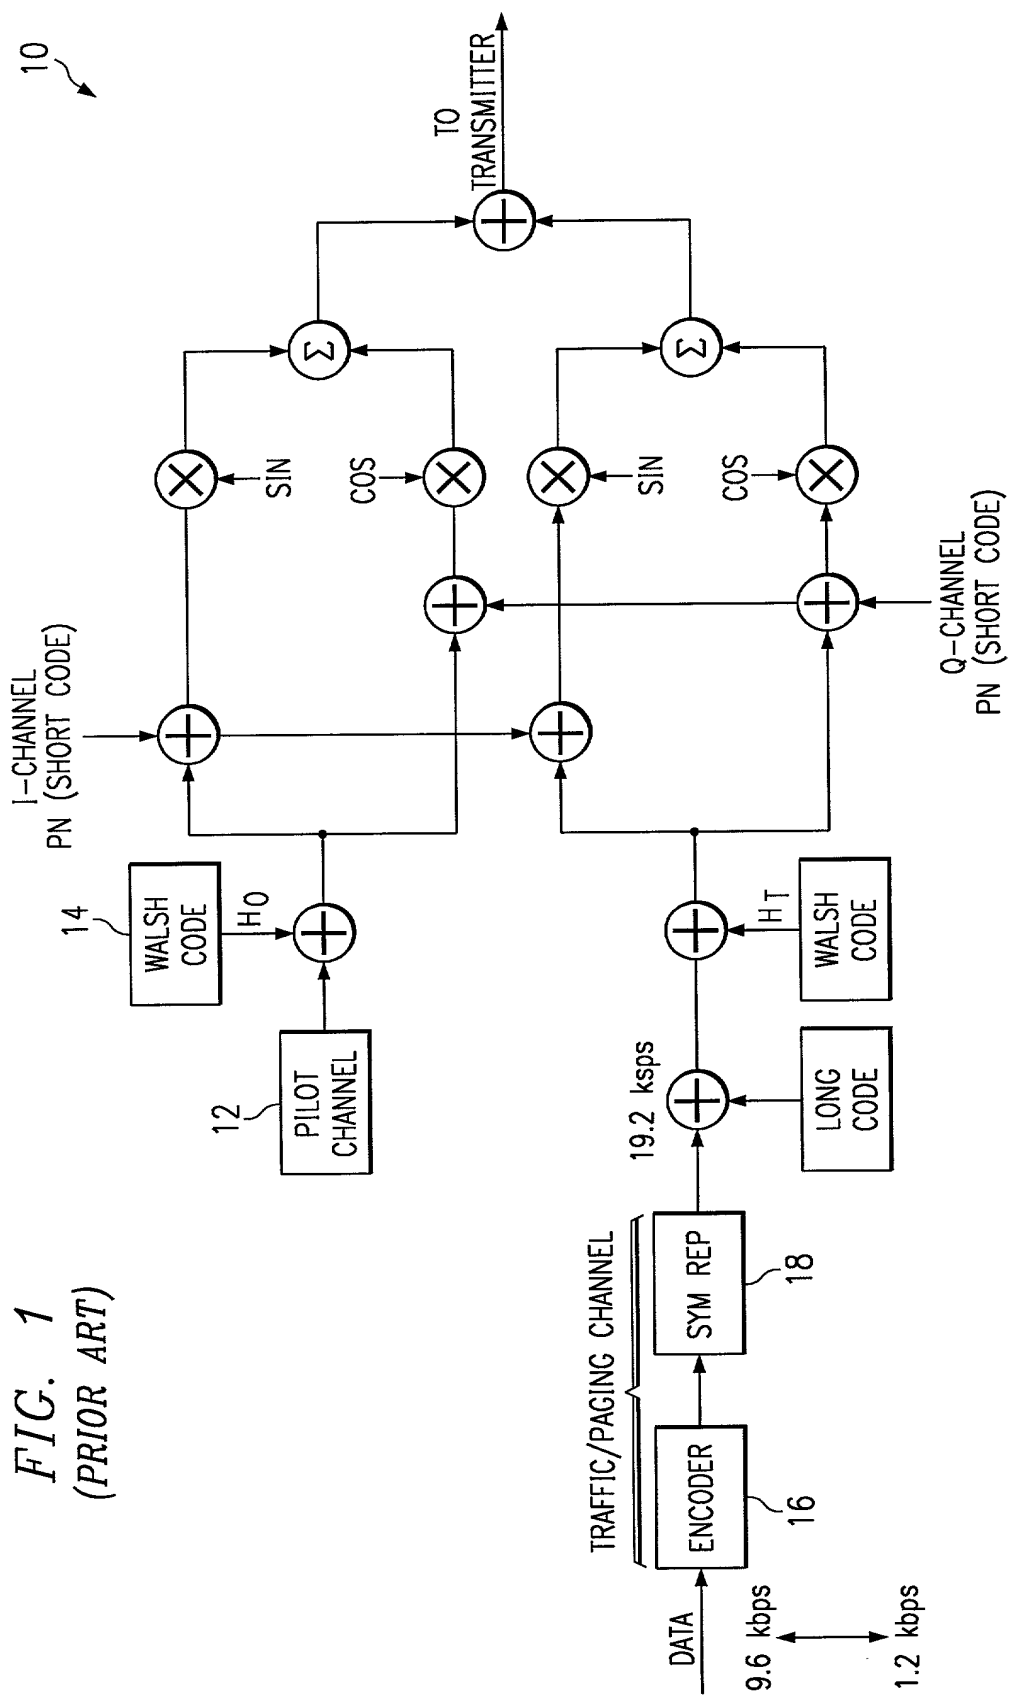 FIG. 1
(PRIOR ART)
10
I-CHANNEL
PN (SHORT CODE)
14
WALSH
CODE
H0
12
PILOT
CHANNEL
SIN
COS
Σ
TO
TRANSMITTER
TRAFFIC/PAGING CHANNEL
DATA
9.6 kbps
1.2 kbps
ENCODER
16
SYM REP
18
19.2 ksps
LONG
CODE
WALSH
CODE
HT
SIN
COS
Σ
Q-CHANNEL
PN (SHORT CODE)